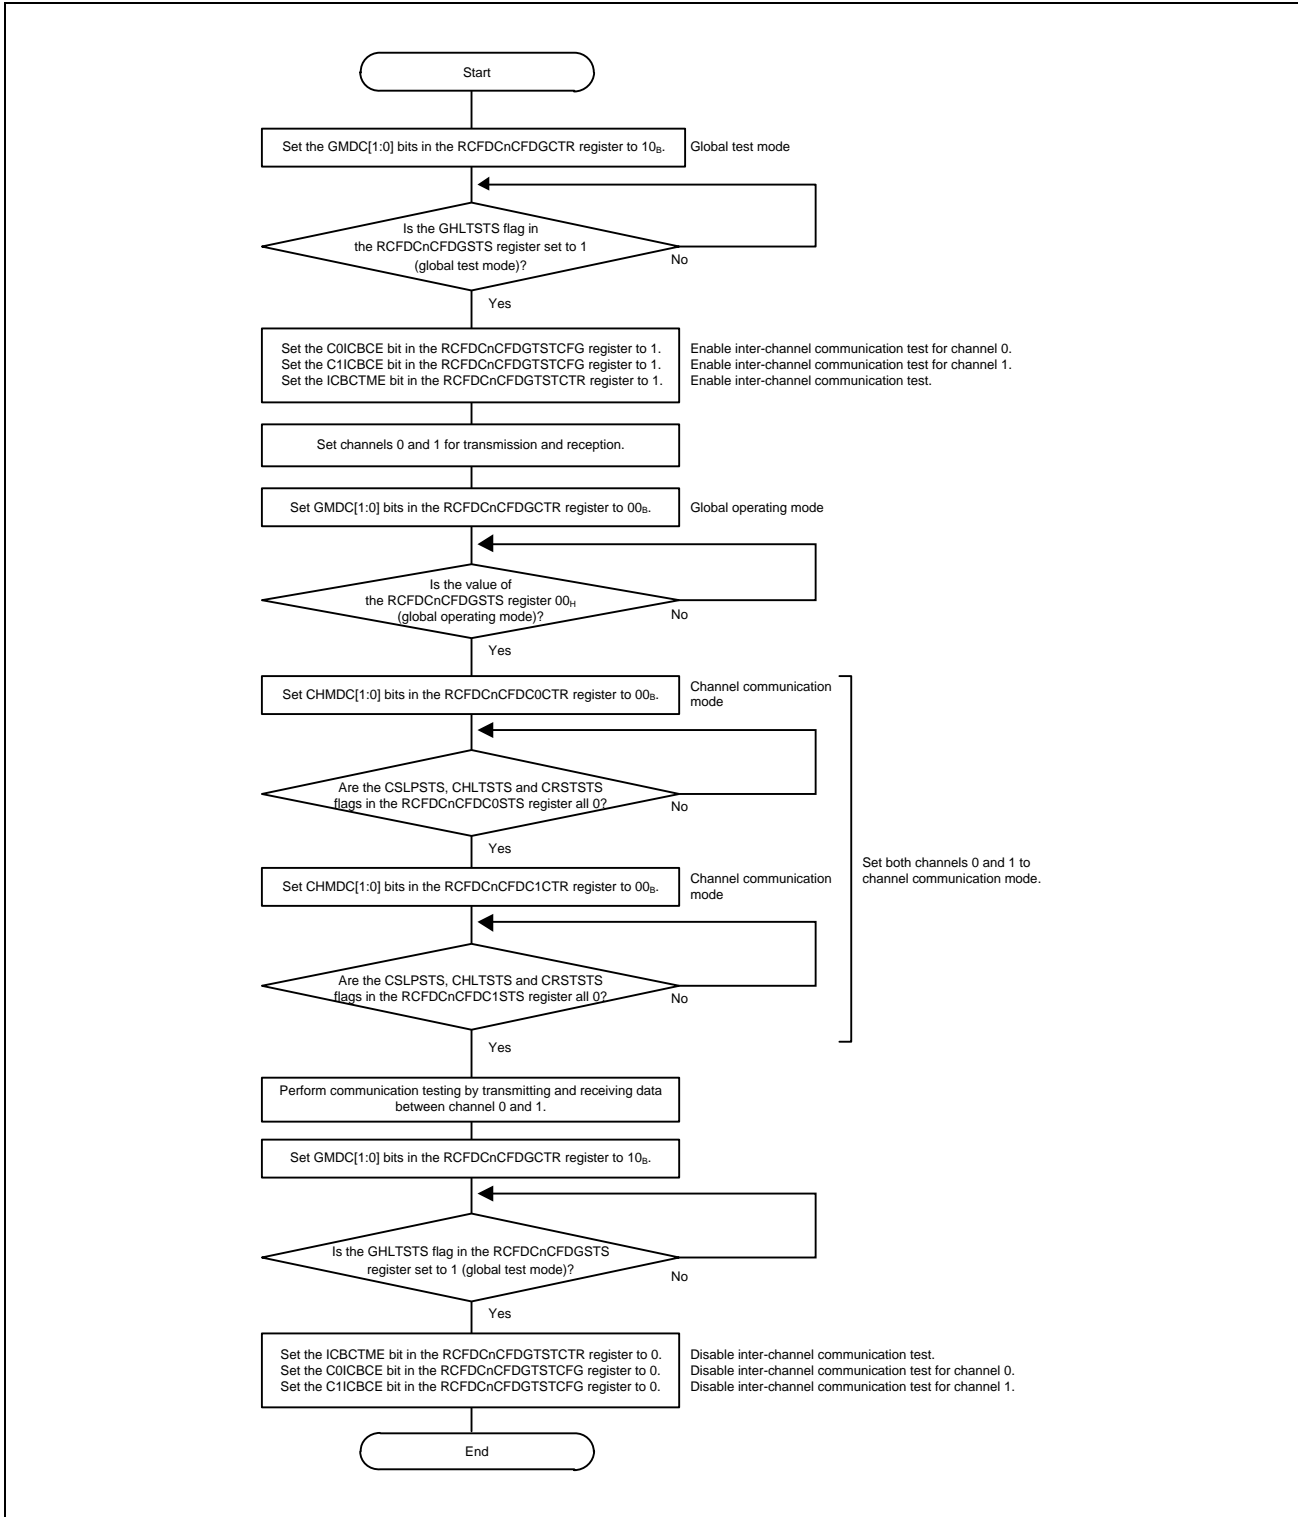 Start
Set the GMDC[1:0] bits in the RCFDCnCFDGCTR register to 10B.
Global test mode
Is the GHLTSTS flag in
the RCFDCnCFDGSTS register set to 1
(global test mode)?
No
Yes
Set the C0ICBCE bit in the RCFDCnCFDGTSTCFG register to 1.
Enable inter-channel communication test for channel 0.
Set the C1ICBCE bit in the RCFDCnCFDGTSTCFG register to 1.
Enable inter-channel communication test for channel 1.
Set the ICBCTME bit in the RCFDCnCFDGTSTCTR register to 1.
Enable inter-channel communication test.
Set channels 0 and 1 for transmission and reception.
Set GMDC[1:0] bits in the RCFDCnCFDGCTR register to 00B.
Global operating mode
Is the value of
the RCFDCnCFDGSTS register 00H
(global operating mode)?
No
Yes
Set CHMDC[1:0] bits in the RCFDCnCFDC0CTR register to 00B.
Channel communication
mode
Are the CSLPSTS, CHLTSTS and CRSTSTS
flags in the RCFDCnCFDC0STS register all 0?
No
Yes
Set both channels 0 and 1 to
channel communication mode.
Set CHMDC[1:0] bits in the RCFDCnCFDC1CTR register to 00B.
Channel communication
mode
Are the CSLPSTS, CHLTSTS and CRSTSTS
flags in the RCFDCnCFDC1STS register all 0?
No
Yes
Perform communication testing by transmitting and receiving data
between channel 0 and 1.
Set GMDC[1:0] bits in the RCFDCnCFDGCTR register to 10B.
Is the GHLTSTS flag in the RCFDCnCFDGSTS
register set to 1 (global test mode)?
No
Yes
Set the ICBCTME bit in the RCFDCnCFDGTSTCTR register to 0.
Disable inter-channel communication test.
Set the C0ICBCE bit in the RCFDCnCFDGTSTCFG register to 0.
Disable inter-channel communication test for channel 0.
Set the C1ICBCE bit in the RCFDCnCFDGTSTCFG register to 0.
Disable inter-channel communication test for channel 1.
End